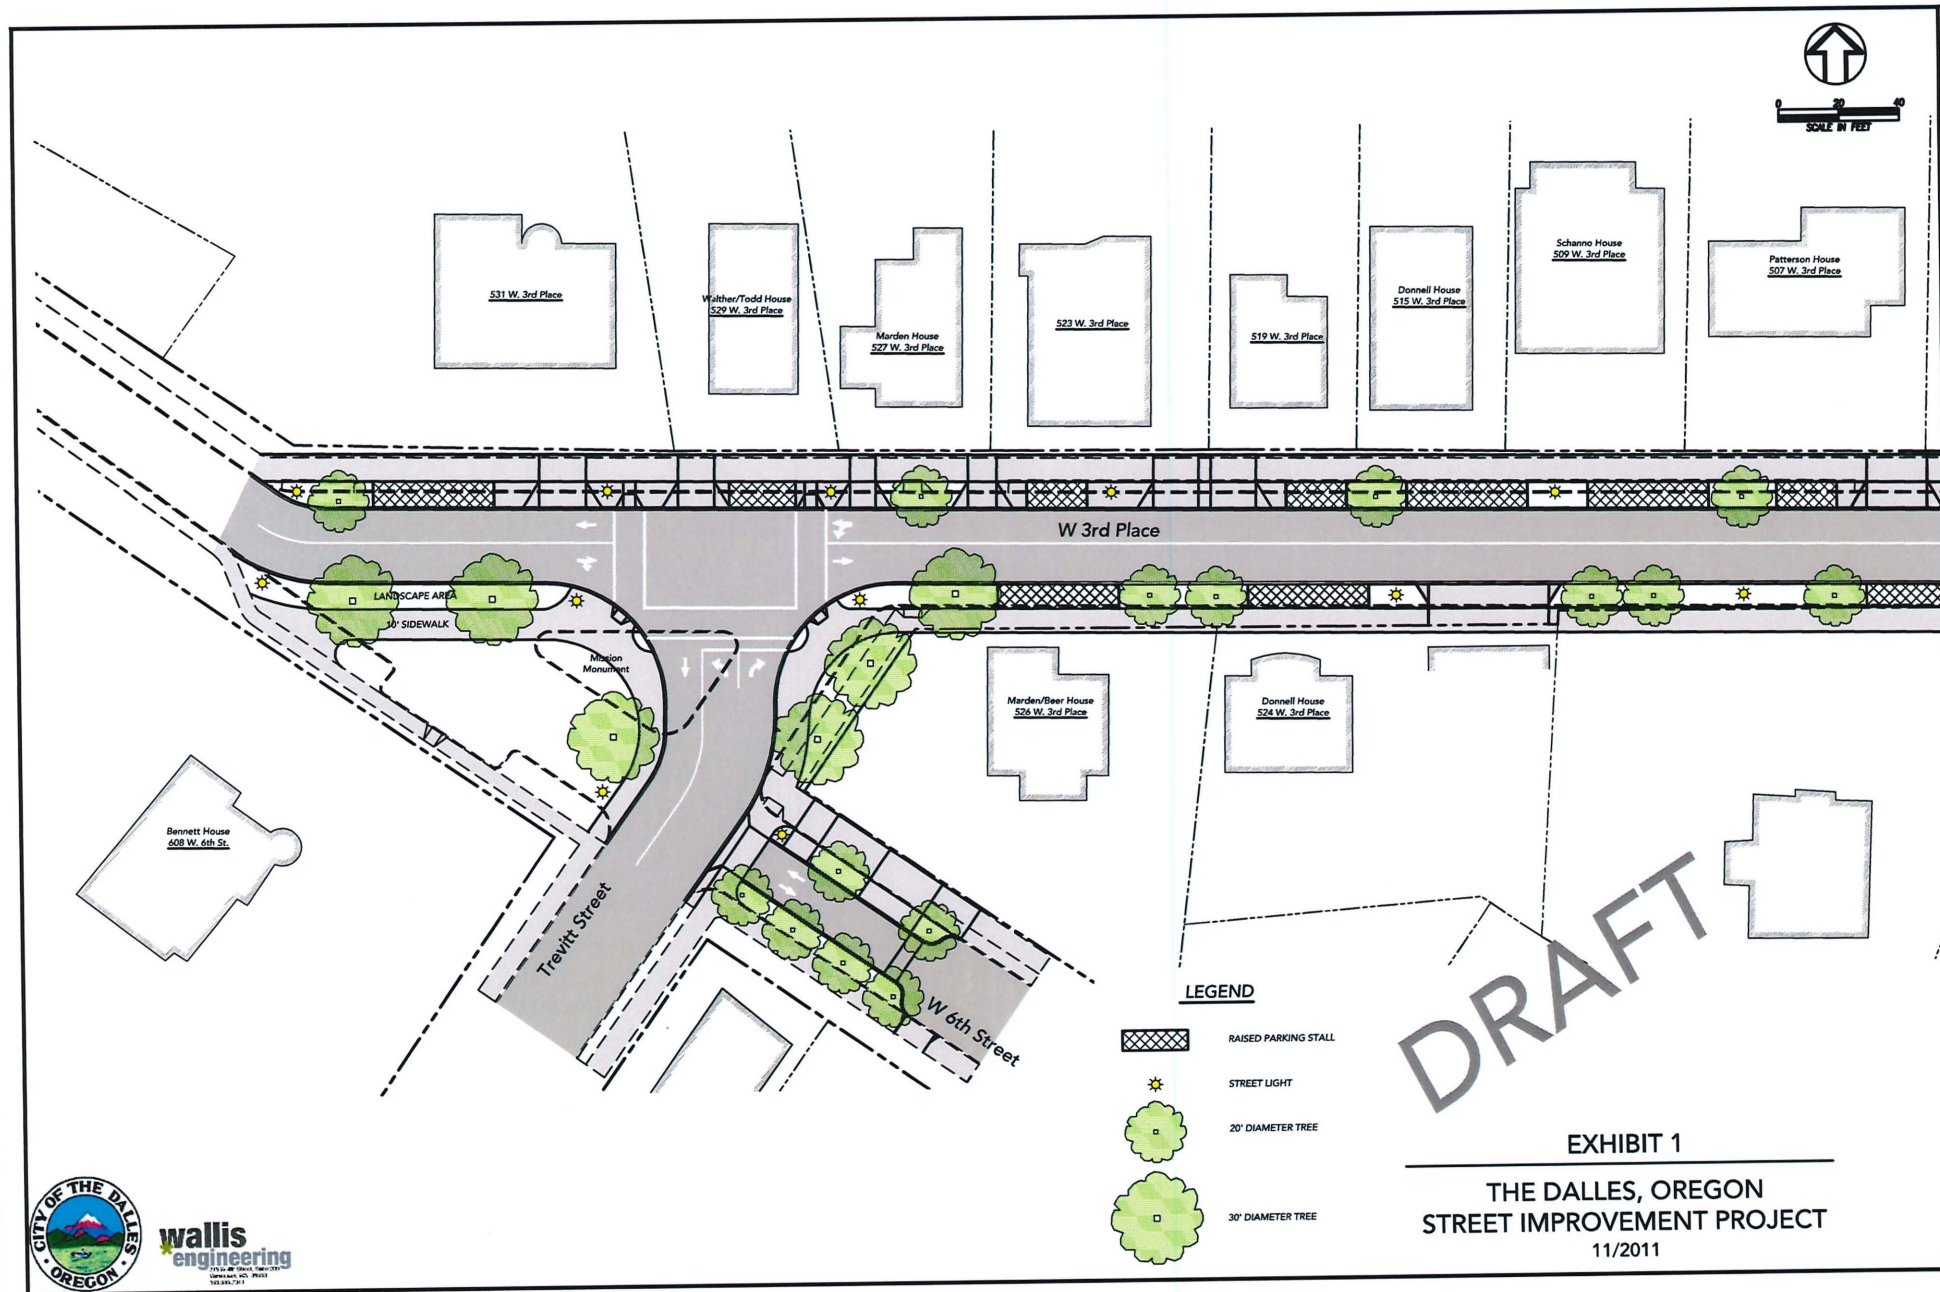 0 20 40
SCALE IN FEET
531 W. 3rd Place
Walther/Todd House
529 W. 3rd Place
Marden House
527 W. 3rd Place
523 W. 3rd Place
519 W. 3rd Place
Donnell House
515 W. 3rd Place
Schanno House
509 W. 3rd Place
Patterson House
507 W. 3rd Place
W 3rd Place
LANDSCAPE AREA
10' SIDEWALK
Mission
Monument
Marden/Beer House
526 W. 3rd Place
Donnell House
524 W. 3rd Place
Bennett House
608 W. 6th St.
Trevitt Street
W 6th Street
LEGEND
RAISED PARKING STALL
STREET LIGHT
20' DIAMETER TREE
30' DIAMETER TREE
DRAFT
EXHIBIT 1
THE DALLES, OREGON
STREET IMPROVEMENT PROJECT
11/2011
CITY OF THE DALLES
OREGON
wallis
engineering